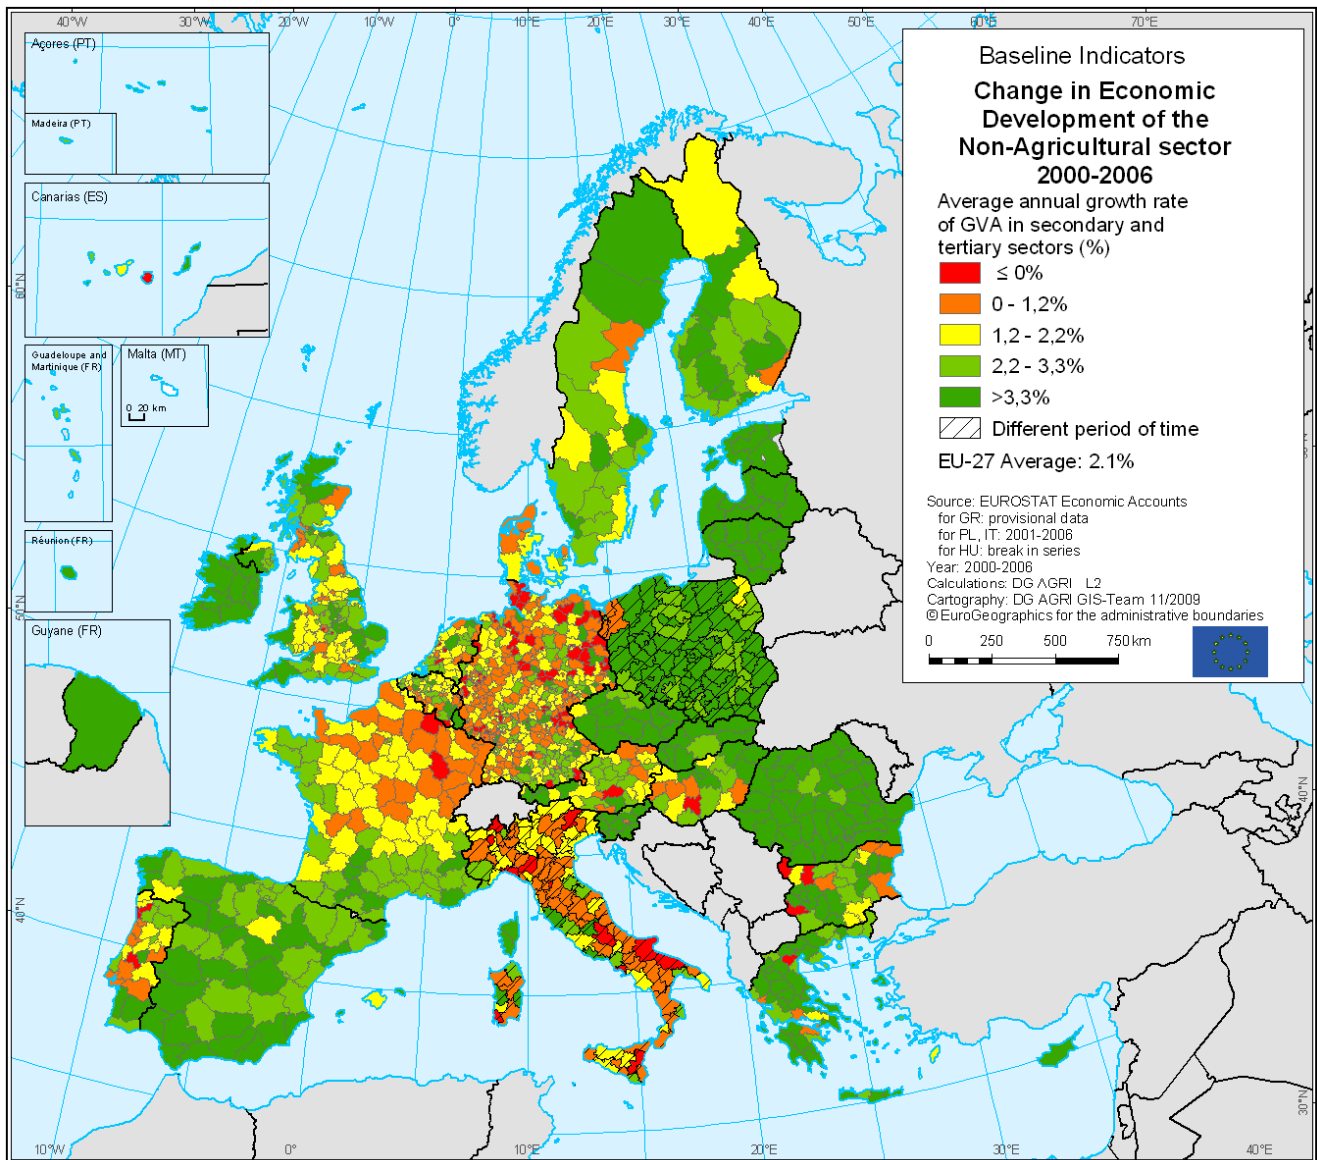 40°W
30°W
20°W
10°W
0°
10°E
20°E
30°E
40°E
50°E
60°E
70°E
Açores (PT)
Madeira (PT)
Canarias (ES)
Guadeloupe and
Martinique (FR)
Malta (MT)
0 20 km
Réunion (FR)
Guyane (FR)
Baseline Indicators
Change in Economic
Development of the
Non-Agricultural sector
2000-2006
Average annual growth rate
of GVA in secondary and
tertiary sectors (%)
≤ 0%
0 - 1,2%
1,2 - 2,2%
2,2 - 3,3%
>3,3%
Different period of time
EU-27 Average: 2.1%
Source: EUROSTAT Economic Accounts
for GR: provisional data
for PL, IT: 2001-2006
for HU: break in series
Year: 2000-2006
Calculations: DG AGRI L2
Cartography: DG AGRI GIS-Team 11/2009
© EuroGeographics for the administrative boundaries
0 250 500 750 km
60°N
50°N
40°N
40°N
30°N
10°W
0°
10°E
20°E
30°E
40°E